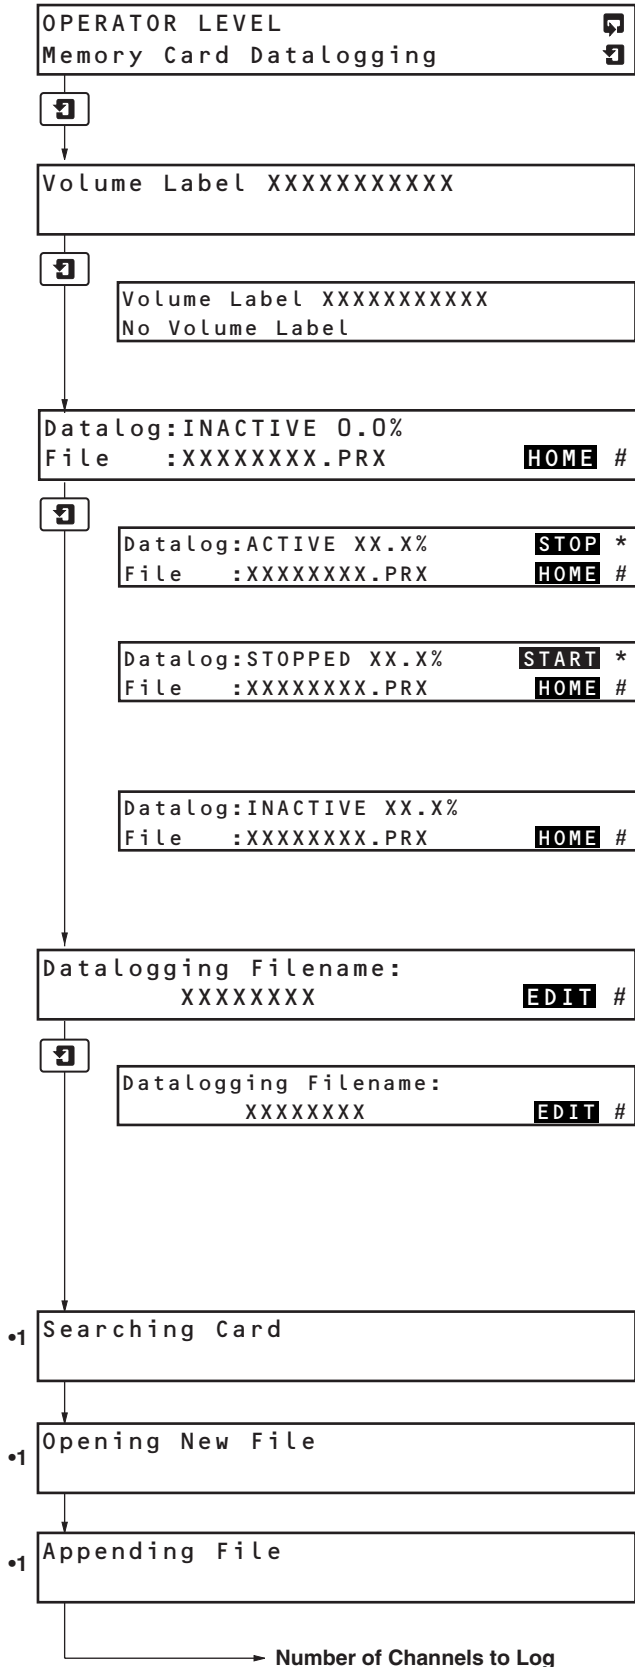 OPERATOR LEVEL
Memory Card Datalogging
Volume Label XXXXXXXXXXX
Volume Label XXXXXXXXXXX
No Volume Label
Datalog:INACTIVE 0.0%
File :XXXXXXXX.PRX HOME #
Datalog:ACTIVE XX.X% STOP *
File :XXXXXXXX.PRX HOME #
Datalog:STOPPED XX.X% START *
File :XXXXXXXX.PRX HOME #
Datalog:INACTIVE XX.X%
File :XXXXXXXX.PRX HOME #
Datalogging Filename:
XXXXXXXX EDIT #
Datalogging Filename:
XXXXXXXX EDIT #
•1 Searching Card
•1 Opening New File
•1 Appending File
Number of Channels to Log